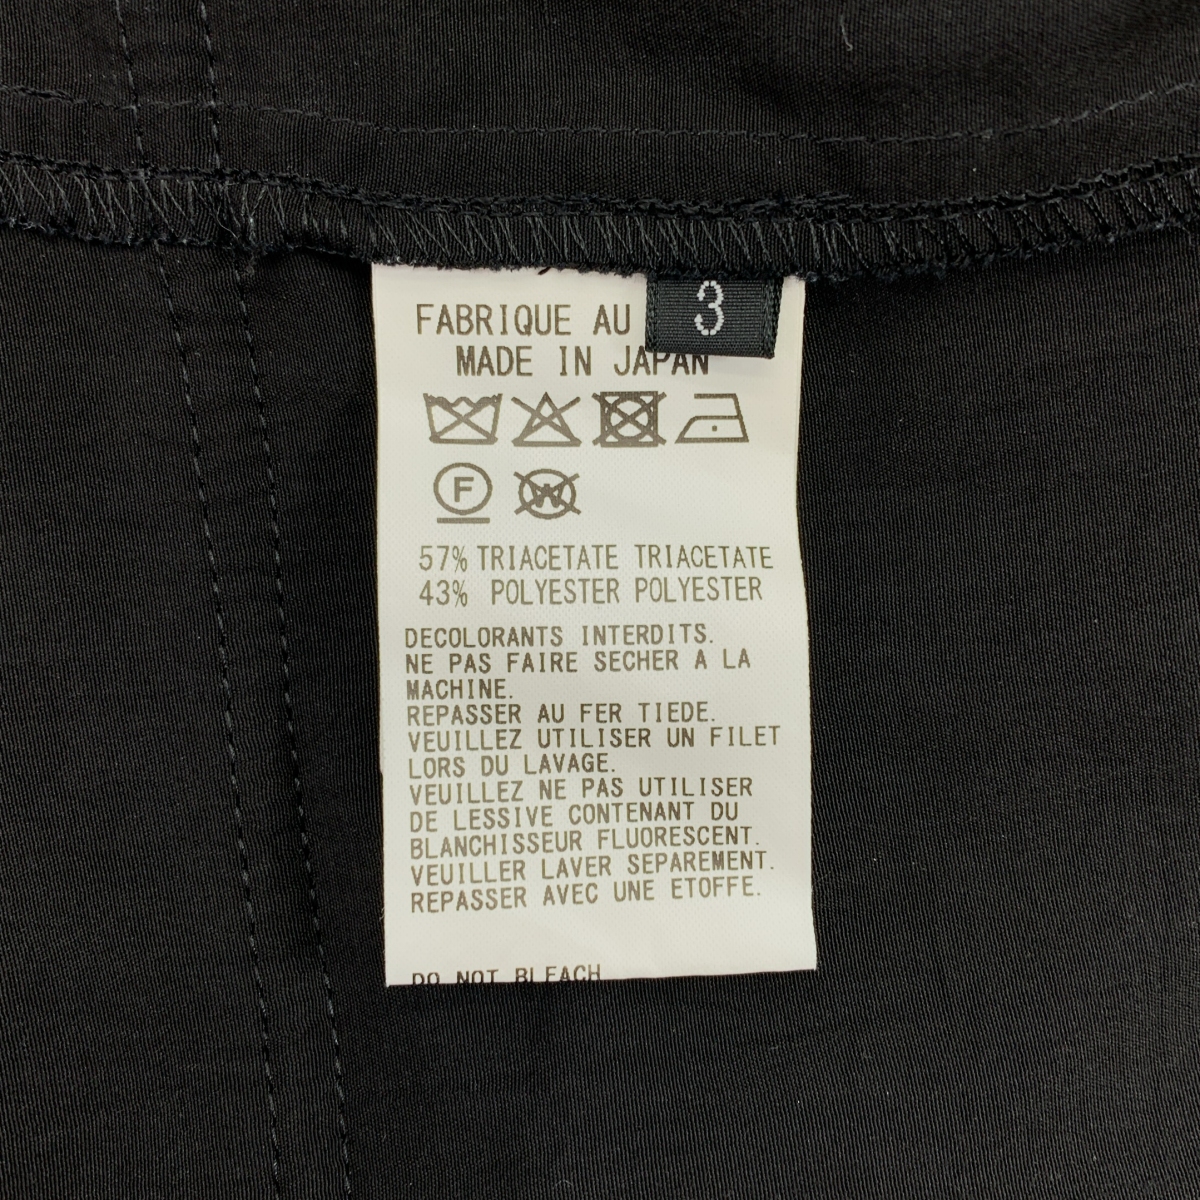 3
FABRIQUE AU
MADE IN JAPAN
F
W
57% TRIACETATE TRIACETATE
43% POLYESTER POLYESTER
DECOLORANTS INTERDITS.
NE PAS FAIRE SECHER A LA
MACHINE.
REPASSER AU FER TIEDE.
VEUILLEZ UTILISER UN FILET
LORS DU LAVAGE.
VEUILLEZ NE PAS UTILISER
DE LESSIVE CONTENANT DU
BLANCHISSEUR FLUORESCENT.
VEUILLER LAVER SEPAREMENT.
REPASSER AVEC UNE ETOFFE.
DO NOT BLEACH